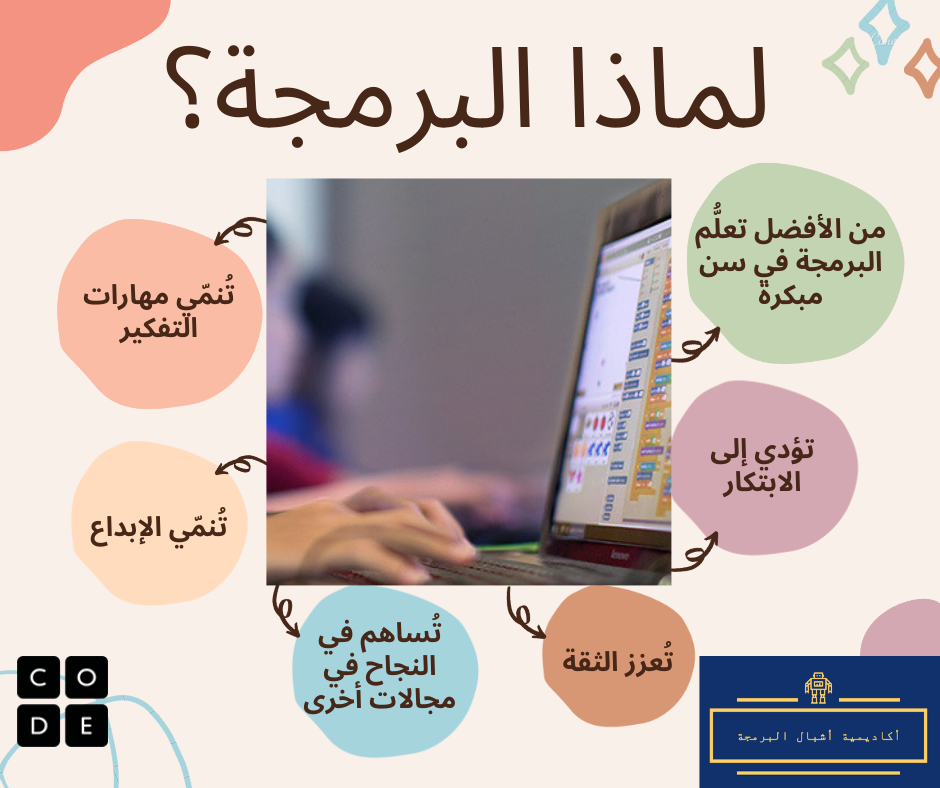 لماذا البرمجة؟
من الأفضل تعلُّم
البرمجة في سن
مبكرة
تُنمّي مهارات
التفكير
تؤدي إلى
الابتكار
تُنمّي الإبداع
تُساهم في
النجاح في
مجالات أخرى
تُعزز الثقة
C O
D E
أكاديمية أشبال البرمجة
lenovo